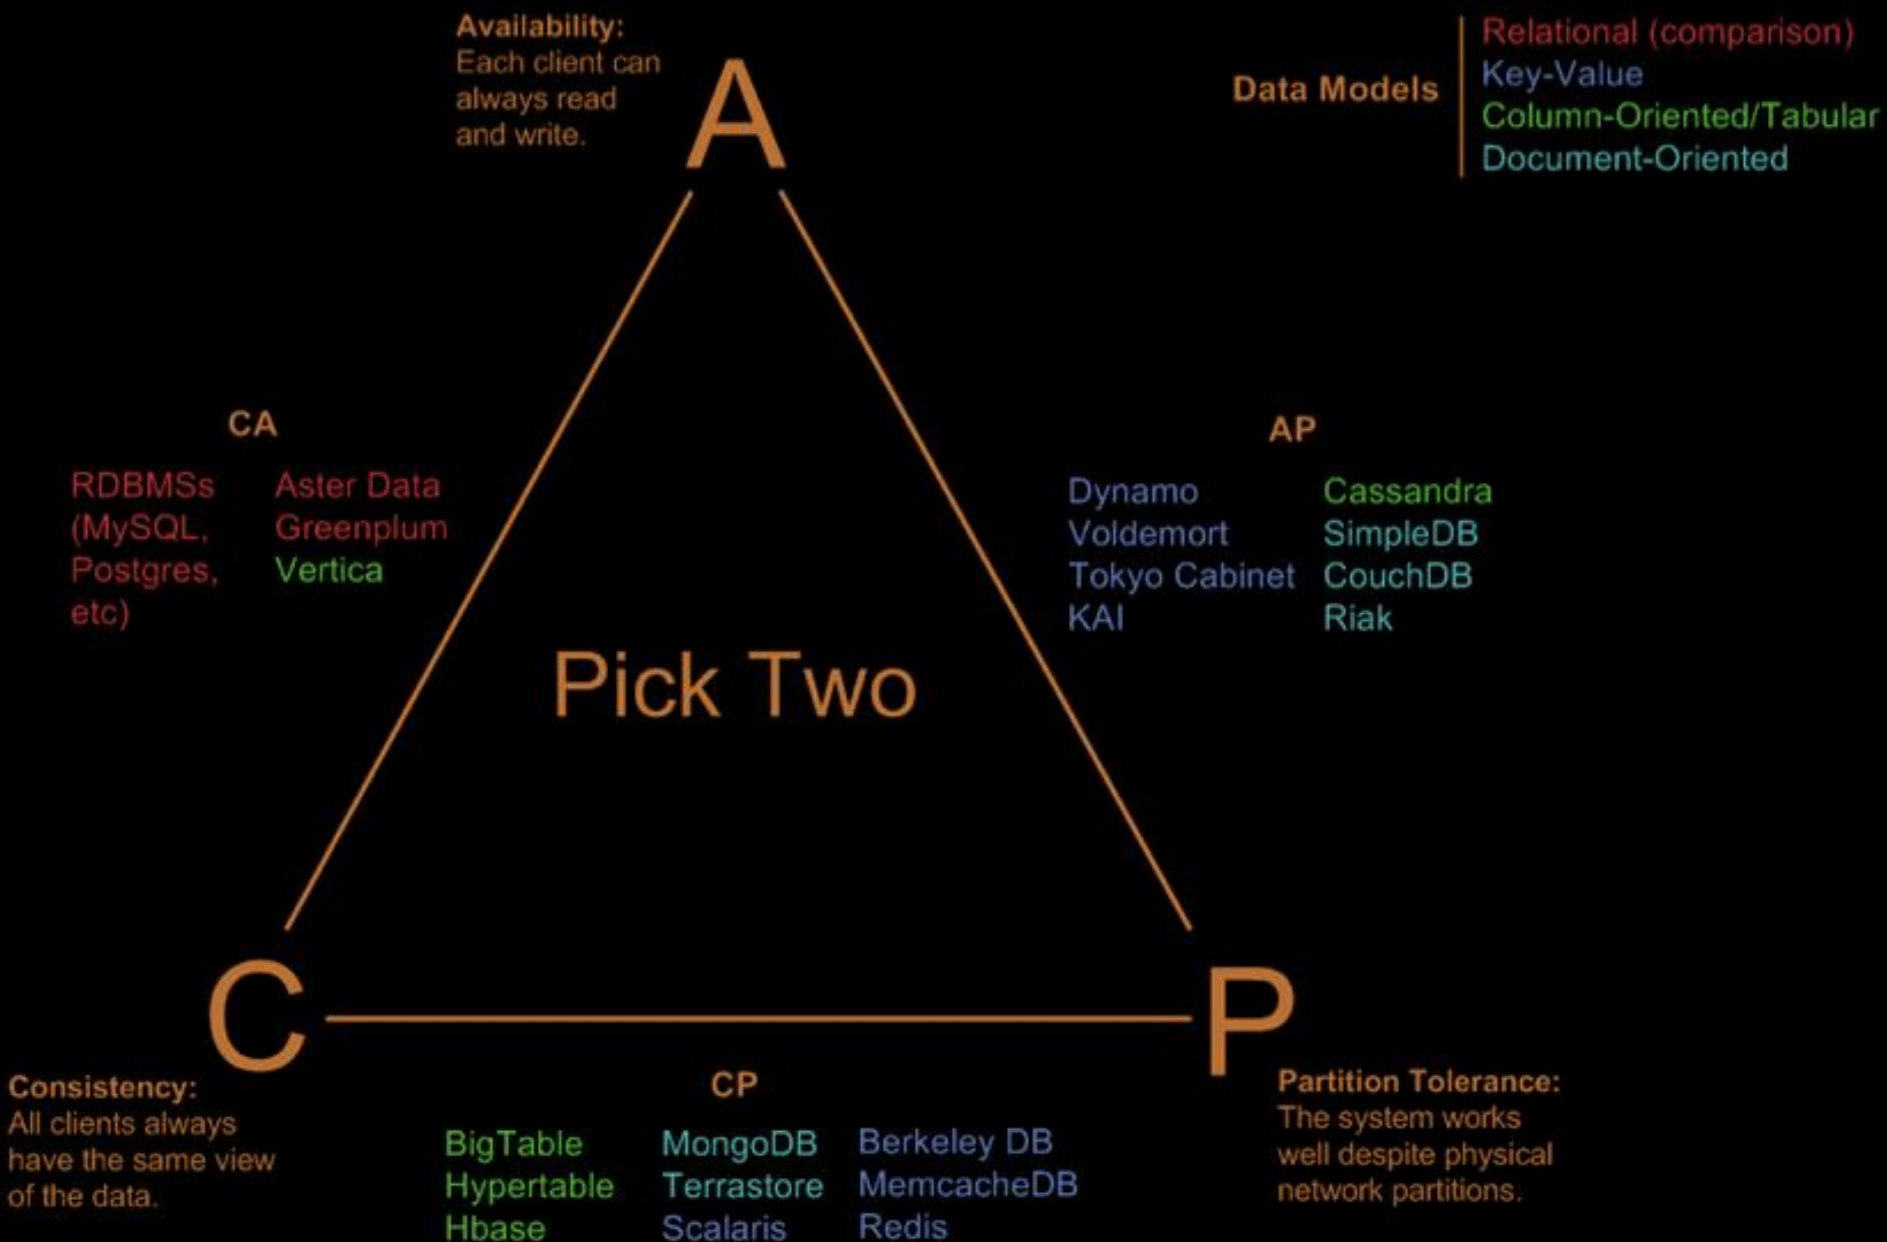 Availability:
Each client can
always read
and write.
A
Data Models
Relational (comparison)
Key-Value
Column-Oriented/Tabular
Document-Oriented
CA
RDBMSs
(MySQL,
Postgres,
etc)
Aster Data
Greenplum
Vertica
AP
Dynamo
Voldemort
Tokyo Cabinet
KAI
Cassandra
SimpleDB
CouchDB
Riak
Pick Two
C
Consistency:
All clients always
have the same view
of the data.
CP
BigTable
Hypertable
Hbase
MongoDB
Terrastore
Scalaris
Berkeley DB
MemcacheDB
Redis
P
Partition Tolerance:
The system works
well despite physical
network partitions.